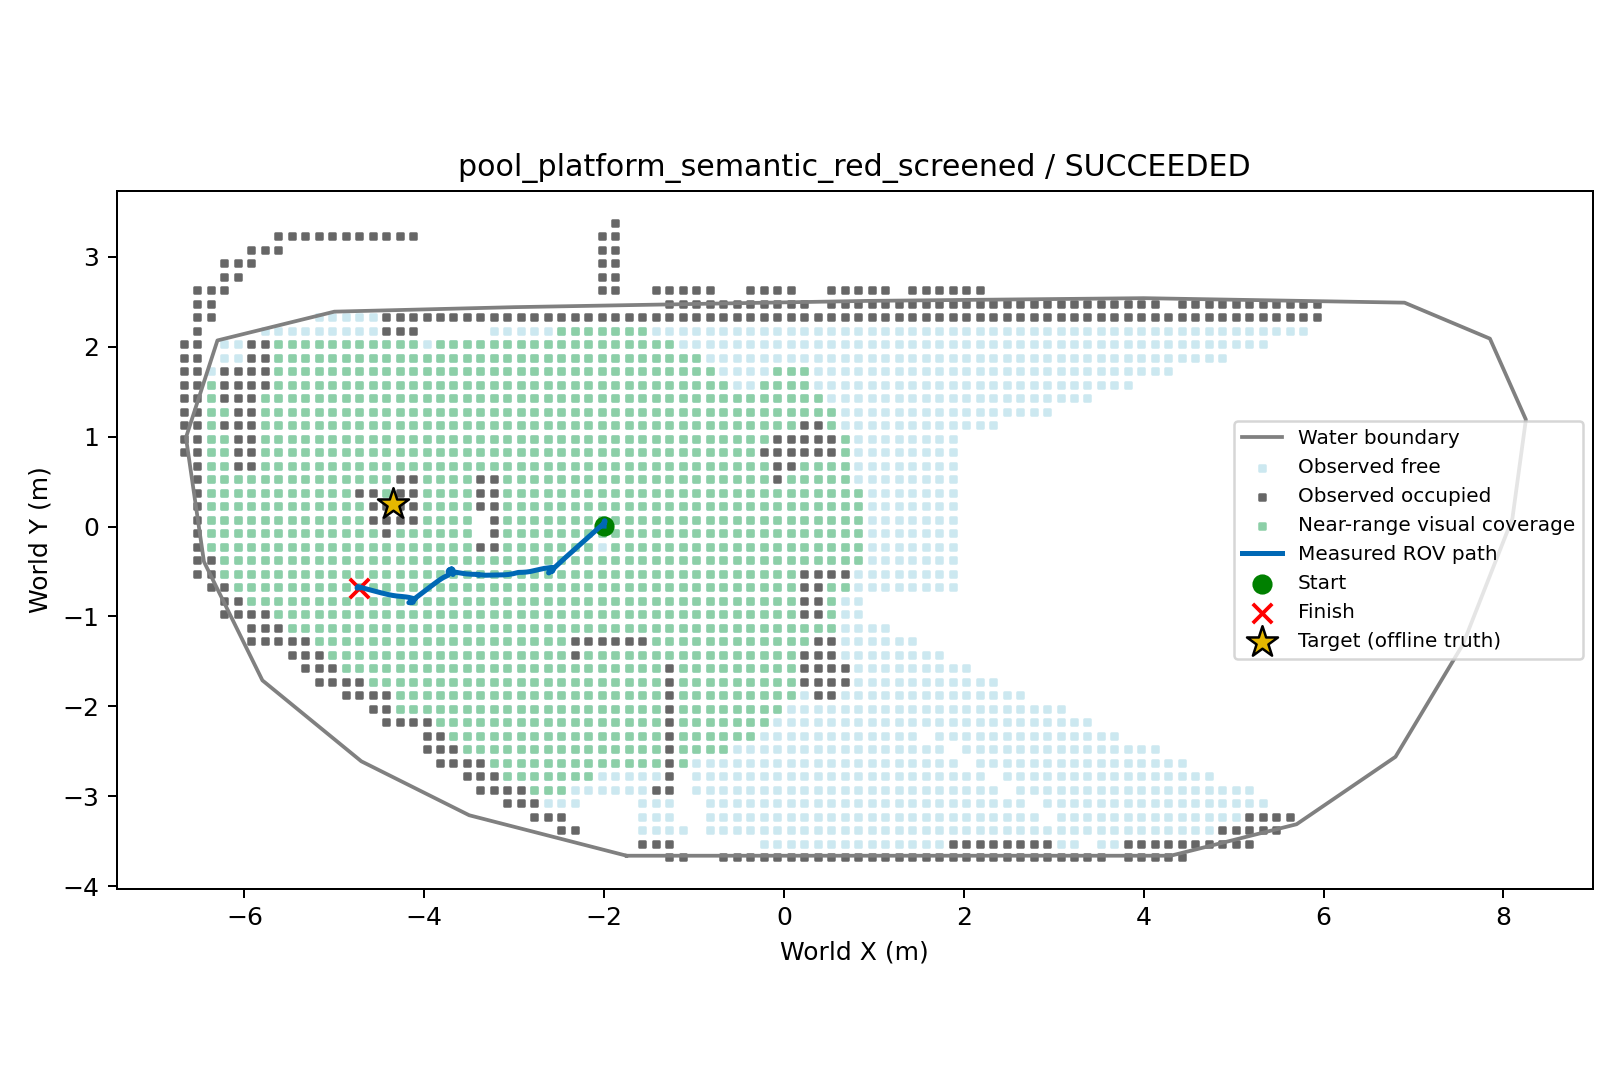 pool_platform_semantic_red_screened / SUCCEEDED
3
2
1
0
−1
−2
−3
−4
World Y (m)
Water boundary
Observed free
Observed occupied
Near-range visual coverage
Measured ROV path
Start
Finish
Target (offline truth)
−6 −4 −2 0 2 4 6 8
World X (m)